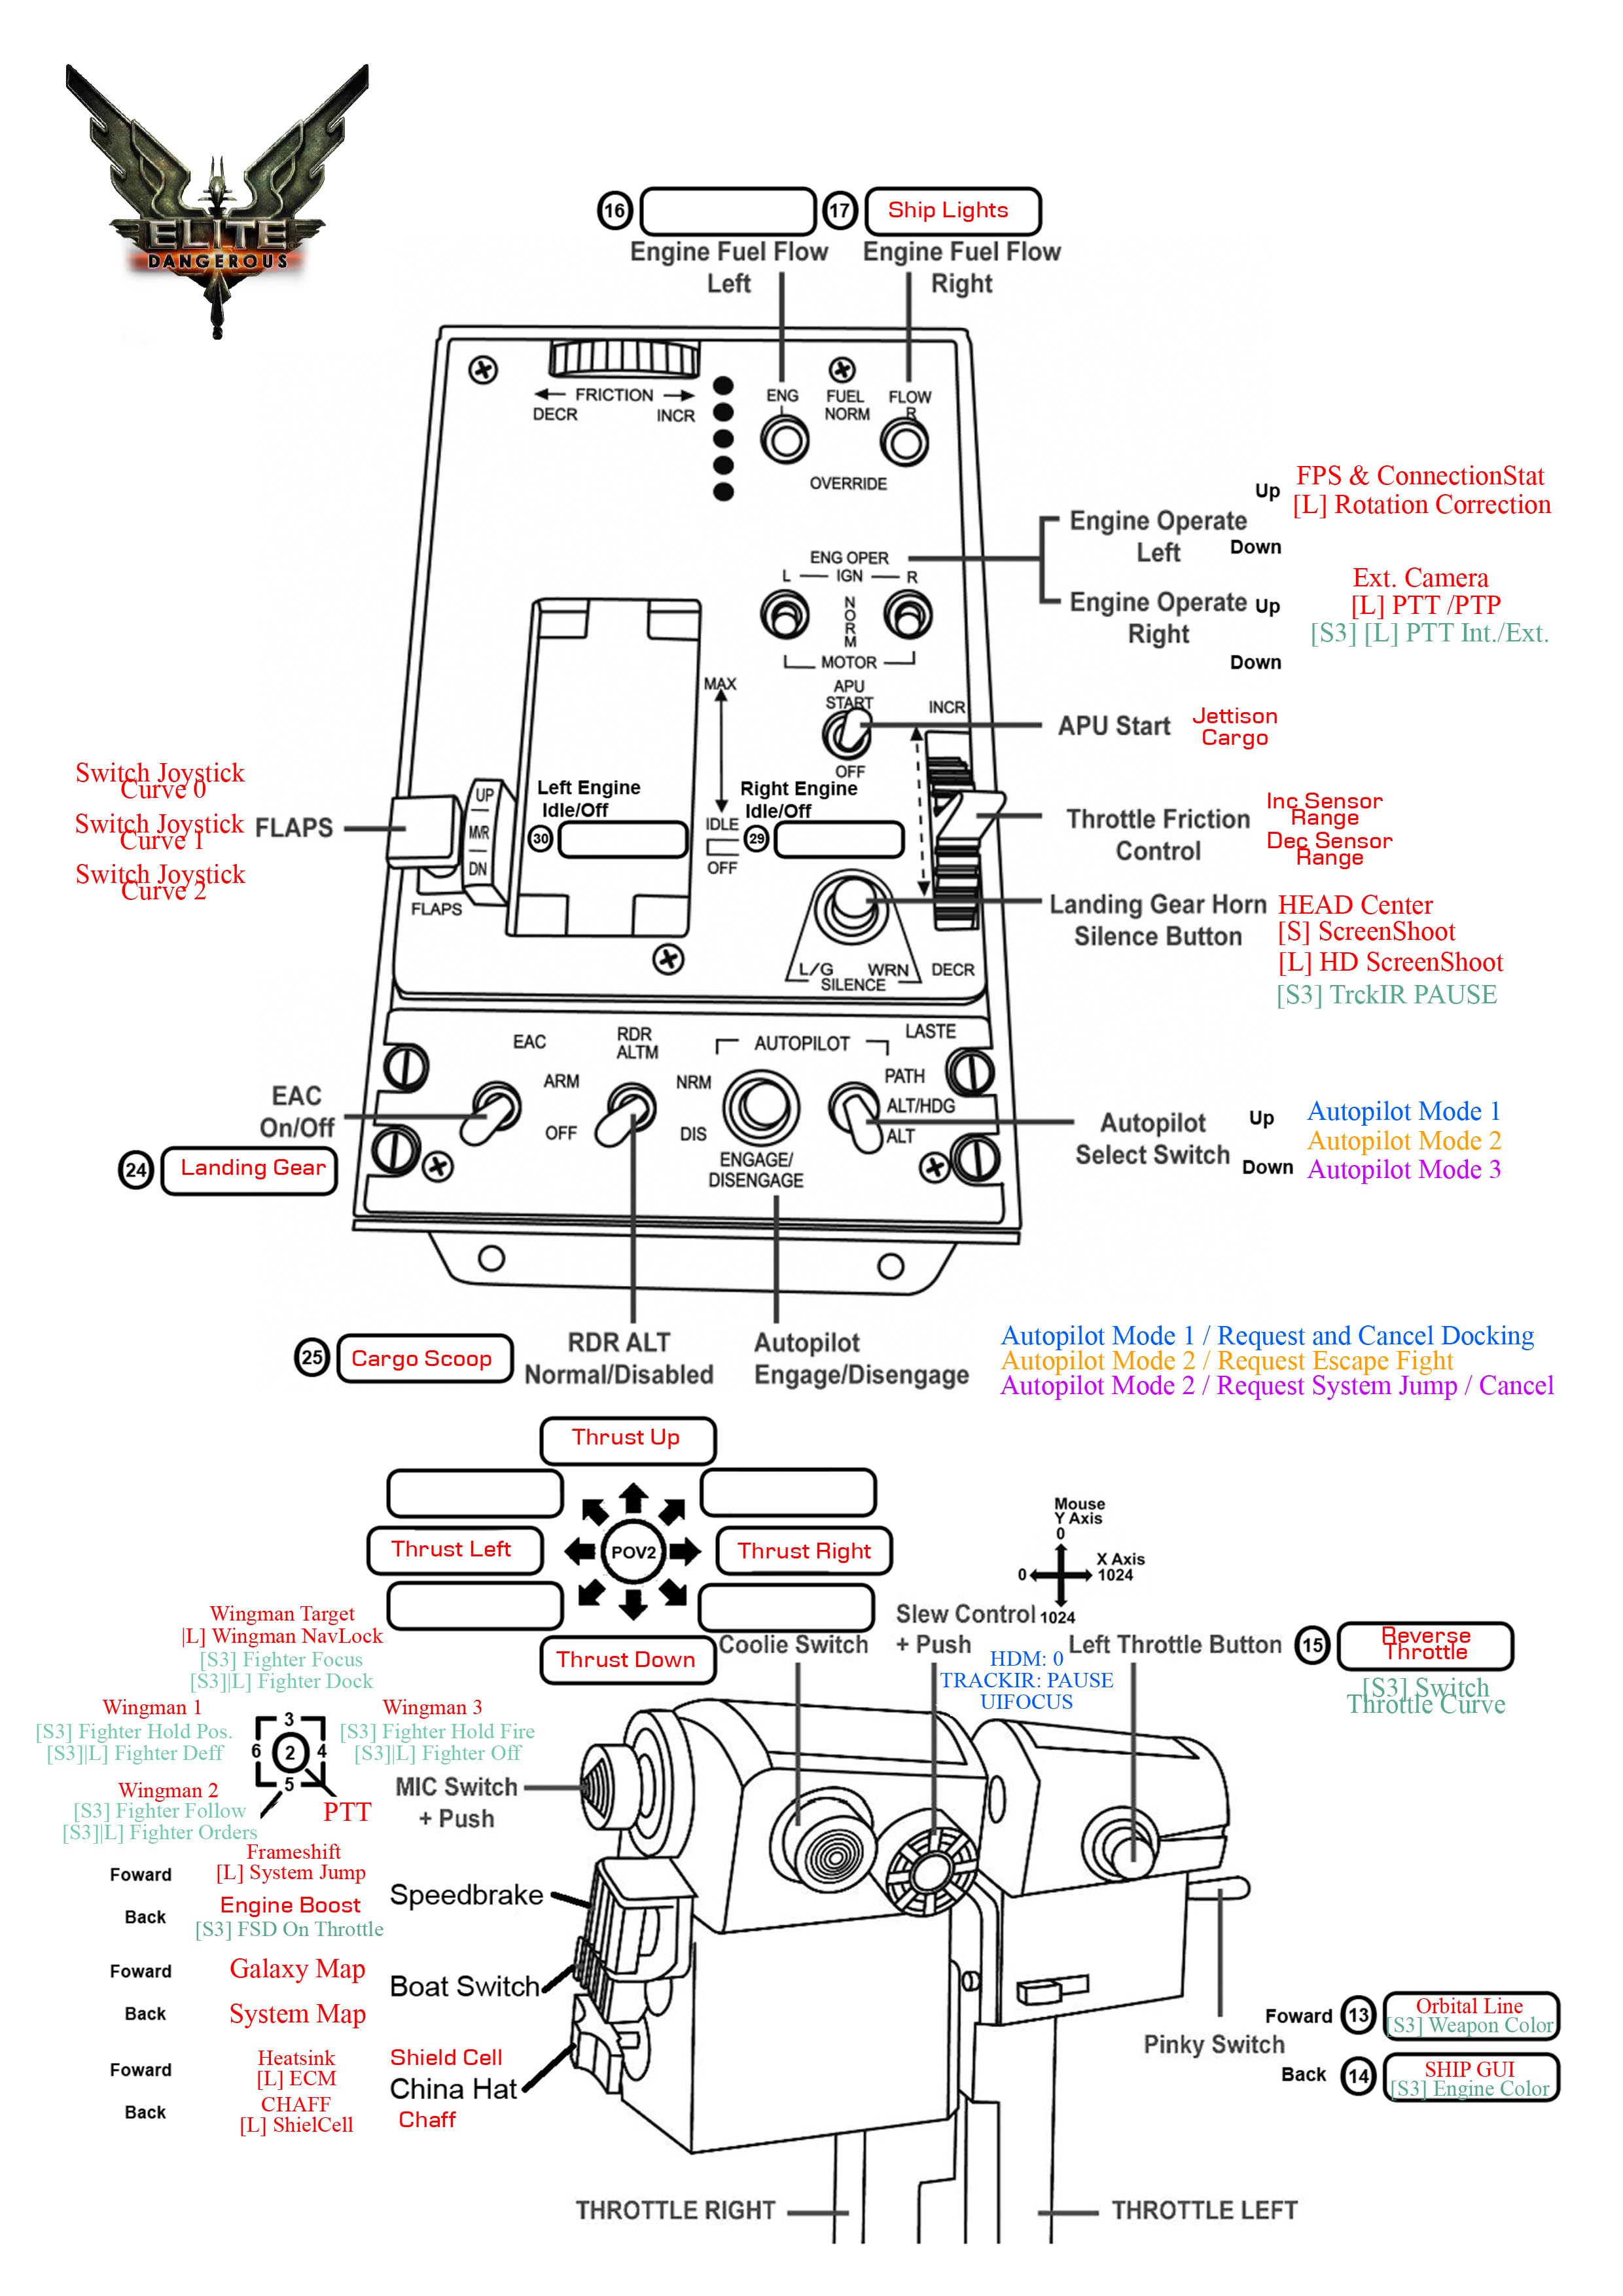 ELITE
DANGEROUS
16
17 Ship Lights
Engine Fuel Flow
Left
Engine Fuel Flow
Right
FRICTION
DECR INCR
ENG
L
FUEL
NORM
FLOW
R
OVERRIDE
Up
FPS & ConnectionStat
[L] Rotation Correction
Engine Operate
Left
Down
ENG OPER
L IGN R
NORM
MOTOR
Engine Operate
Right
Up
Ext. Camera
[L] PTT /PTP
[S3] [L] PTT Int./Ext.
Down
MAX
APU
START
OFF
INCR
APU Start
Jettison
Cargo
Switch Joystick
Curve 0
Switch Joystick
Curve 1
Switch Joystick
Curve 2
FLAPS
UP
MVR
DN
FLAPS
Left Engine
Idle/Off
30
IDLE
OFF
Right Engine
Idle/Off
29
Throttle Friction
Control
Inc Sensor
Range
Dec Sensor
Range
Landing Gear Horn
Silence Button
HEAD Center
[S] ScreenShoot
[L] HD ScreenShoot
[S3] TrckIR PAUSE
L/G WRN
SILENCE
DECR
EAC
ARM
OFF
RDR
ALTM
NRM
DIS
AUTOPILOT
ENGAGE/
DISENGAGE
LASTE
PATH
ALT/HDG
ALT
EAC
On/Off
24 Landing Gear
Autopilot
Select Switch
Up
Down
Autopilot Mode 1
Autopilot Mode 2
Autopilot Mode 3
25 Cargo Scoop
RDR ALT
Normal/Disabled
Autopilot
Engage/Disengage
Autopilot Mode 1 / Request and Cancel Docking
Autopilot Mode 2 / Request Escape Fight
Autopilot Mode 2 / Request System Jump / Cancel
Thrust Up
Thrust Left
POV2
Thrust Right
Thrust Down
Mouse
Y Axis
0
X Axis
0 1024
1024
Coolie Switch
Slew Control
+ Push
HDM: 0
TRACKIR: PAUSE
UIFOCUS
Left Throttle Button
15 Reverse
Throttle
[S3] Switch
Throttle Curve
Wingman Target
|L] Wingman NavLock
[S3] Fighter Focus
[S3]|L] Fighter Dock
Wingman 1
[S3] Fighter Hold Pos.
[S3]|L] Fighter Deff
3
6 2 4
5
Wingman 3
[S3] Fighter Hold Fire
[S3]|L] Fighter Off
Wingman 2
[S3] Fighter Follow
[S3]|L] Fighter Orders
PTT
MIC Switch
+ Push
Foward
Frameshift
[L] System Jump
Back
Engine Boost
[S3] FSD On Throttle
Speedbrake
Foward Galaxy Map
Back System Map
Boat Switch
Foward
Heatsink
[L] ECM
Back
CHAFF
[L] ShielCell
Shield Cell
China Hat
Chaff
Pinky Switch
Foward 13 Orbital Line
[S3] Weapon Color
Back 14 SHIP GUI
[S3] Engine Color
THROTTLE RIGHT
THROTTLE LEFT